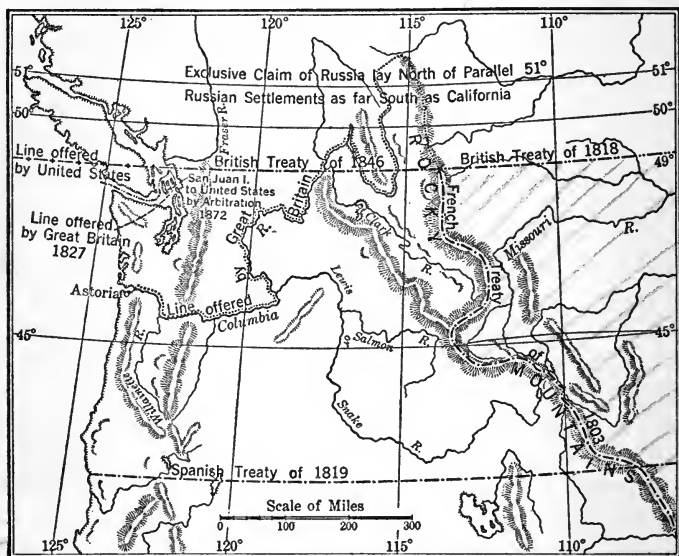 125°
120°
115°
110°
51°
Exclusive Claim of Russia lay North of Parallel 51°
51°
Russian Settlements as far South as California
50°
50°
Fraser R.
Line offered
by United States
British Treaty of 1846
British Treaty of 1818
49°
San Juan I.
to United States
by Arbitration
1872
Line offered
by Great Britain
1827
ROCKY
French
Treaty
of
1803
MOUNTAINS
Missouri
R.
Clark
R.
Line offered
by
Great
Britain
R.
Astoria
Columbia
Lewis
or
Snake
R.
Salmon
R.
45°
45°
Willamette
R.
Spanish Treaty of 1819
Scale of Miles
0 100 200 300
125°
120°
115°
110°